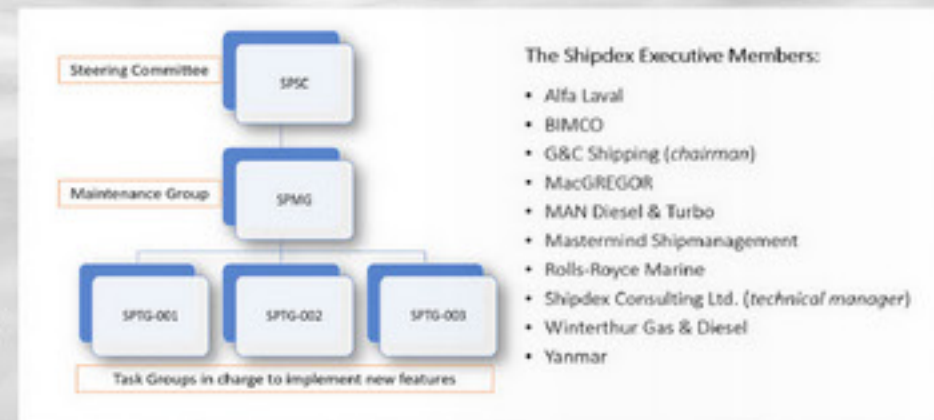 Steering Committee
SPSC
Maintenance Group
SPMG
SPTG-001
SPTG-002
SPTG-003
Task Groups in charge to implement new features
The Shipdex Executive Members:
• Alfa Laval
• BIMCO
• G&C Shipping (chairman)
• MacGREGOR
• MAN Diesel & Turbo
• Mastermind Shipmanagement
• Rolls-Royce Marine
• Shipdex Consulting Ltd. (technical manager)
• Winterthur Gas & Diesel
• Yanmar